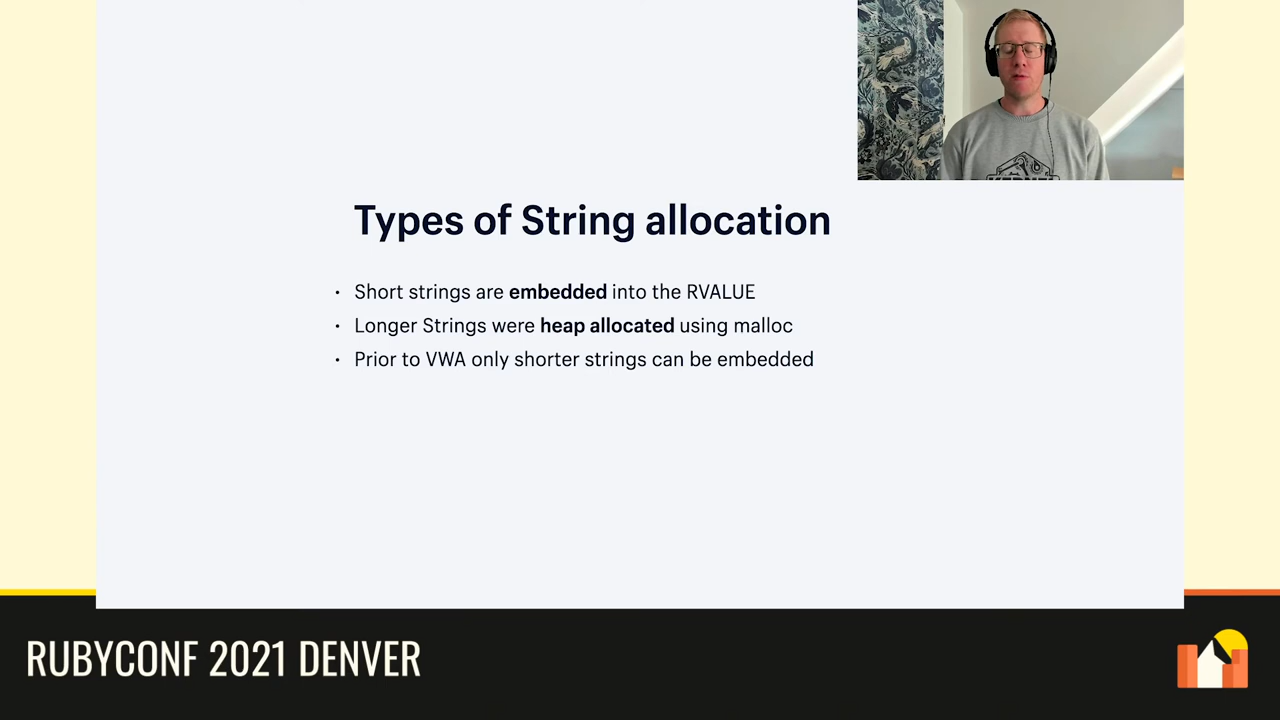 Types of String allocation
• Short strings are embedded into the RVALUE
• Longer Strings were heap allocated using malloc
• Prior to VWA only shorter strings can be embedded
RUBYCONF 2021 DENVER